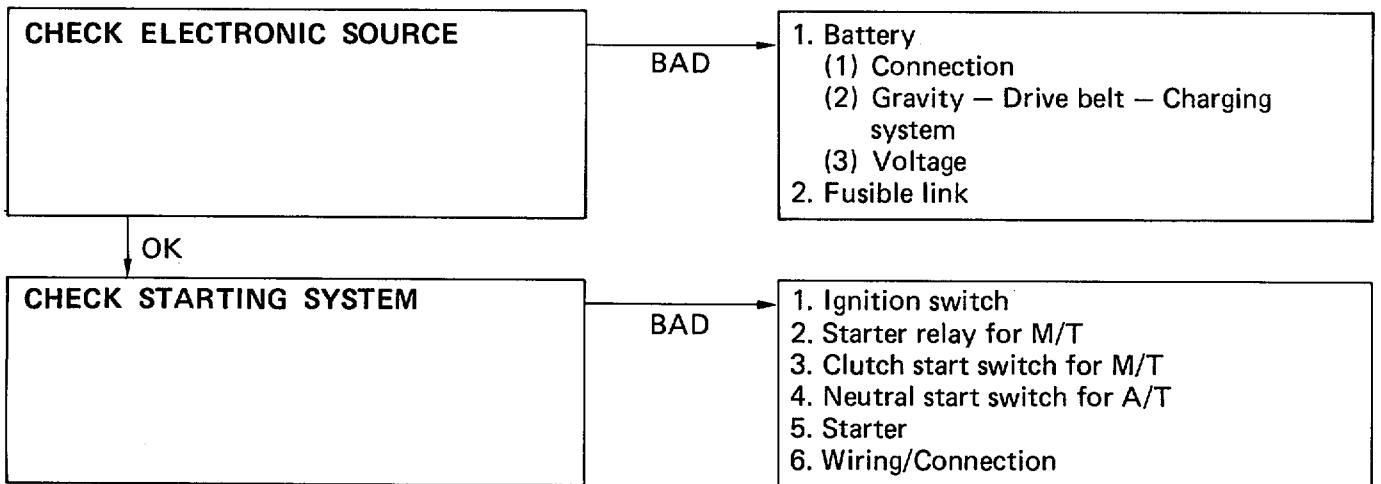 CHECK ELECTRONIC SOURCE
BAD
1. Battery
(1) Connection
(2) Gravity — Drive belt — Charging
system
(3) Voltage
2. Fusible link
OK
CHECK STARTING SYSTEM
BAD
1. Ignition switch
2. Starter relay for M/T
3. Clutch start switch for M/T
4. Neutral start switch for A/T
5. Starter
6. Wiring/Connection